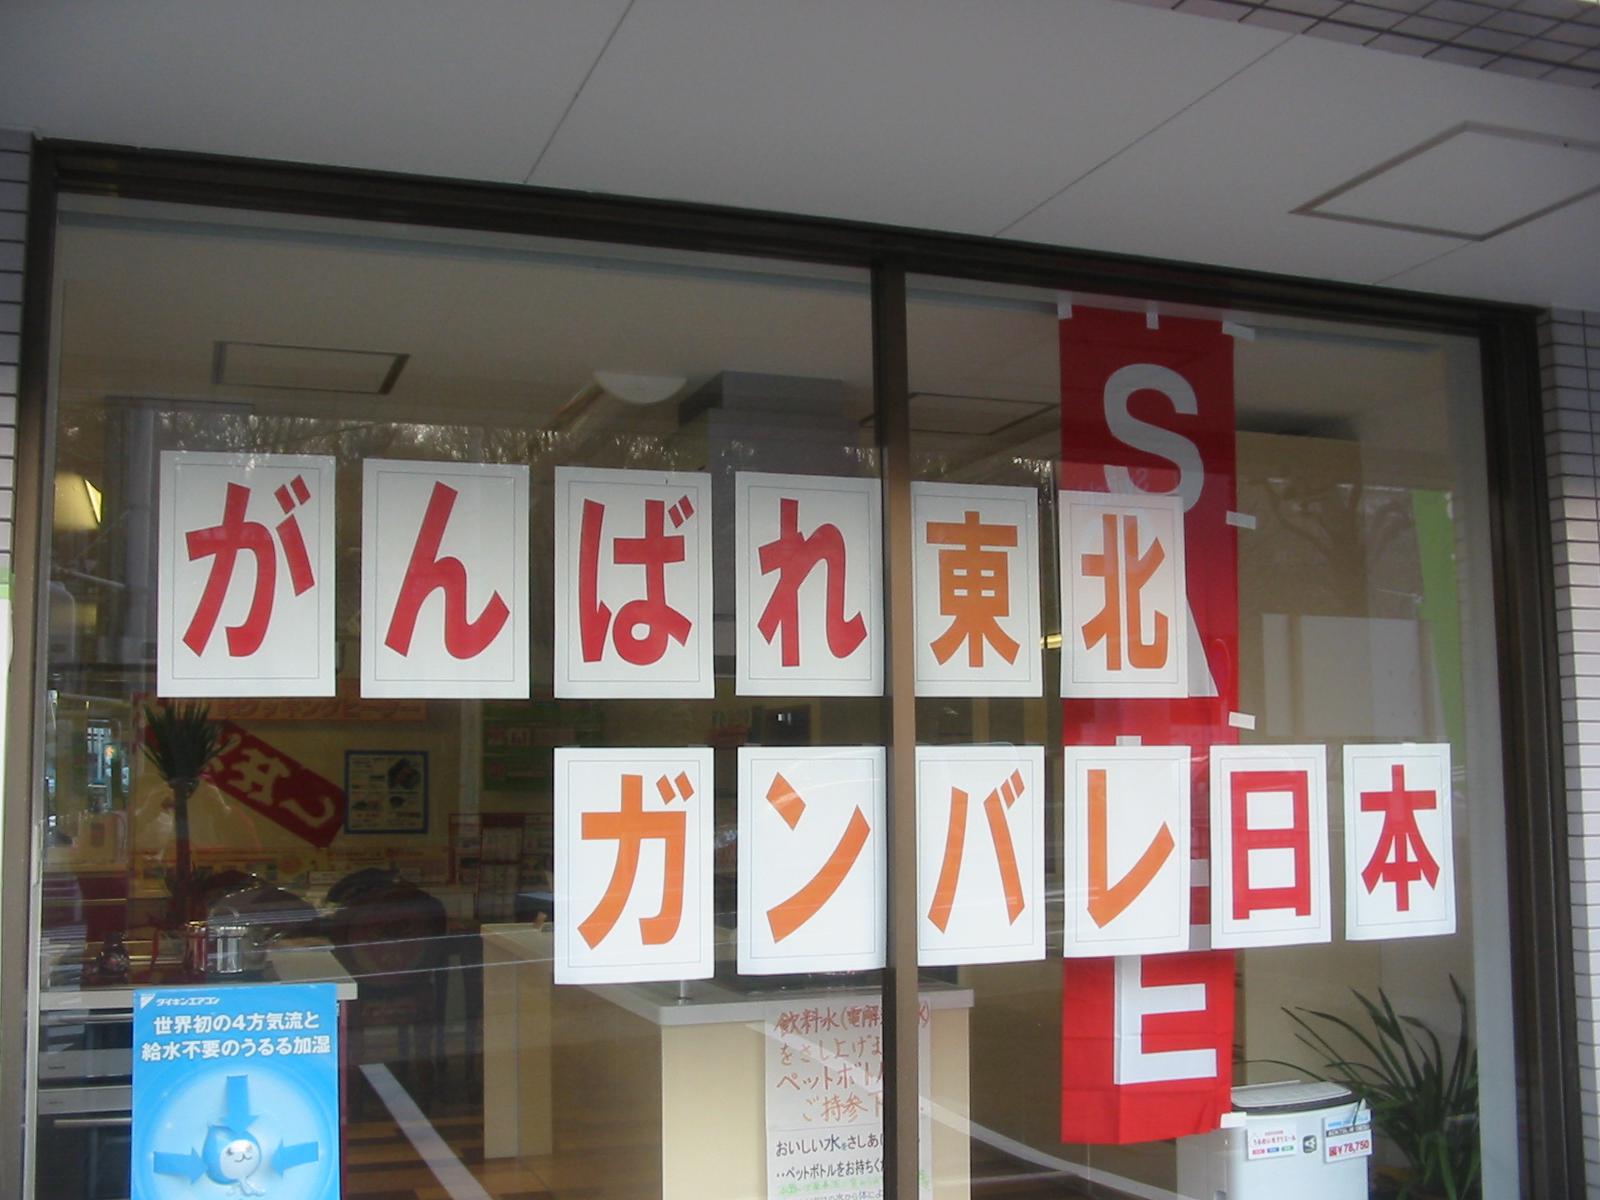 がんばれ東北
ガンバレ日本
SALE
ダイキンエアコン
世界初の4方気流と
給水不要のうるる加湿
飲料水(電解
をさし上げま
ペットボト
ご持参下
おいしい水をさしあ
‥ペットボトルをお持ちく
¥78,750